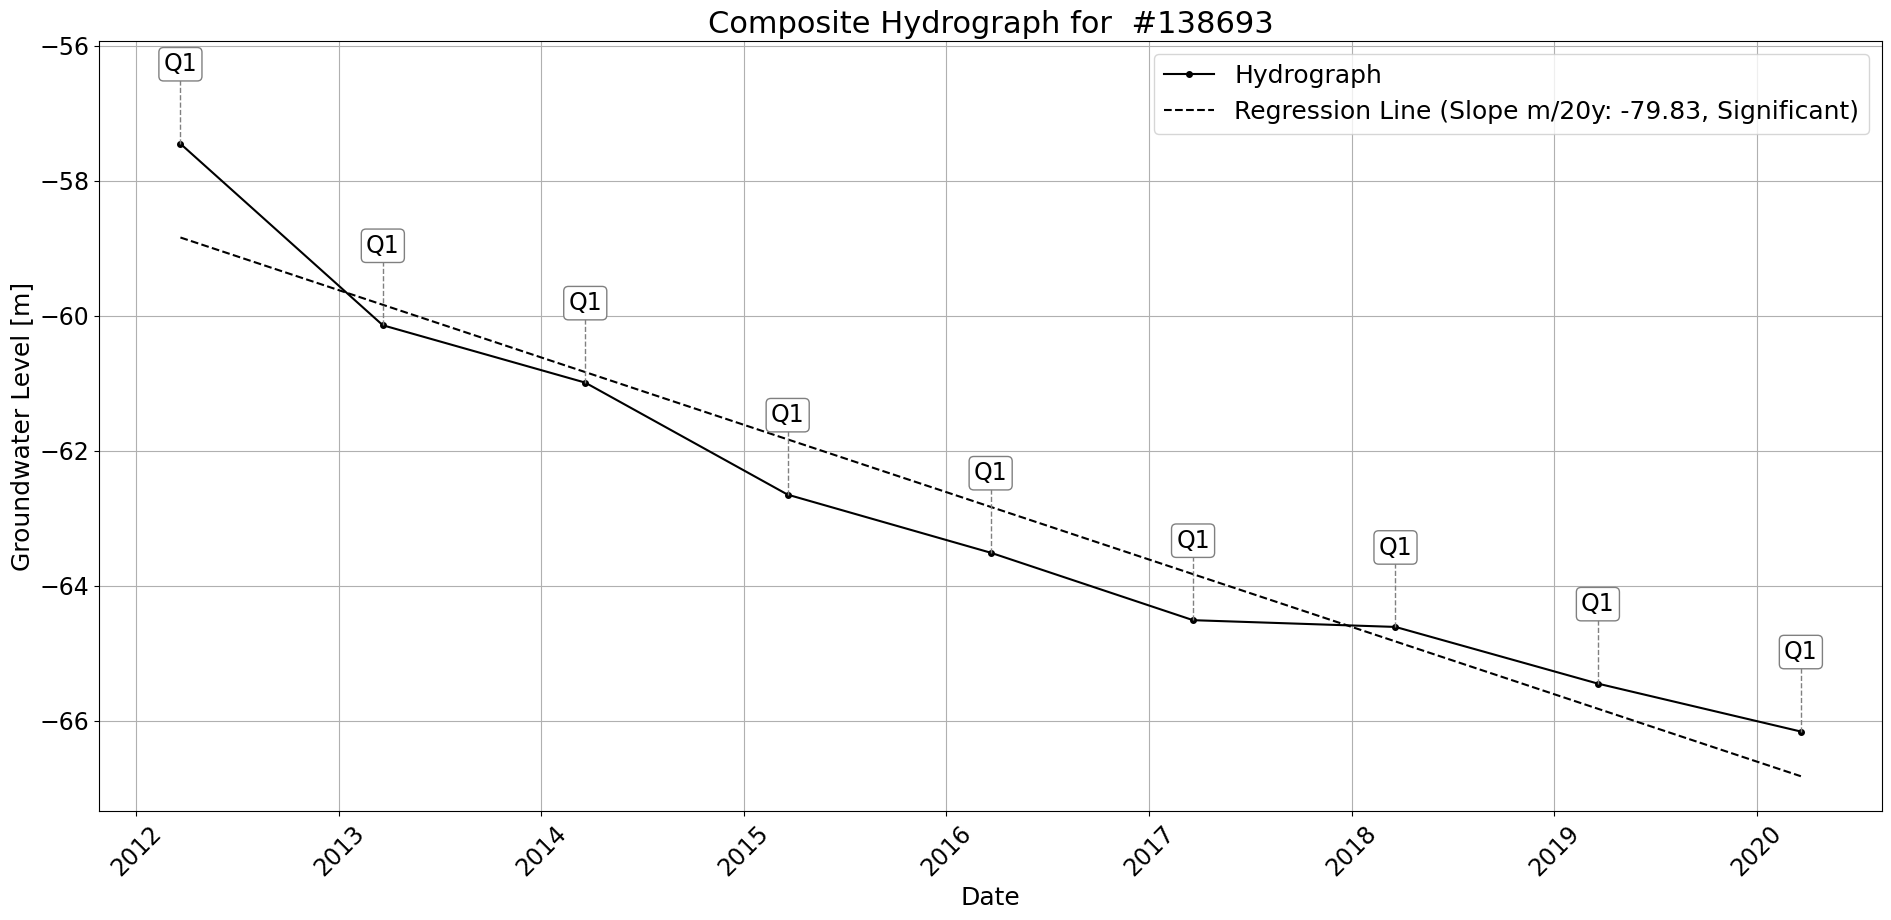 Composite Hydrograph for  #138693
Hydrograph
Regression Line (Slope m/20y: -79.83, Significant)
Groundwater Level [m]
−56
−58
−60
−62
−64
−66
Q1
Q1
Q1
Q1
Q1
Q1
Q1
Q1
Q1
2012
2013
2014
2015
2016
2017
2018
2019
2020
Date